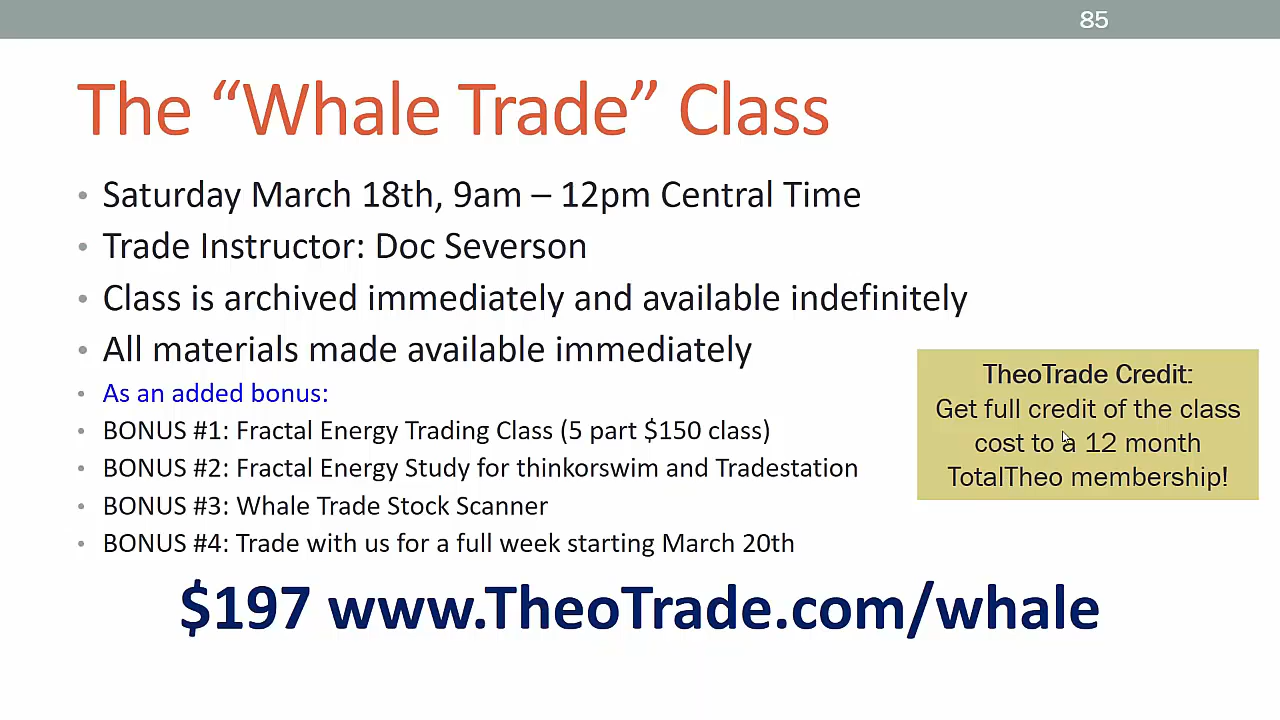 85
The “Whale Trade” Class
• Saturday March 18th, 9am – 12pm Central Time
• Trade Instructor: Doc Severson
• Class is archived immediately and available indefinitely
• All materials made available immediately
• As an added bonus:
• BONUS #1: Fractal Energy Trading Class (5 part $150 class)
• BONUS #2: Fractal Energy Study for thinkorswim and Tradestation
• BONUS #3: Whale Trade Stock Scanner
• BONUS #4: Trade with us for a full week starting March 20th
TheoTrade Credit:
Get full credit of the class
cost to a 12 month
TotalTheo membership!
$197 www.TheoTrade.com/whale